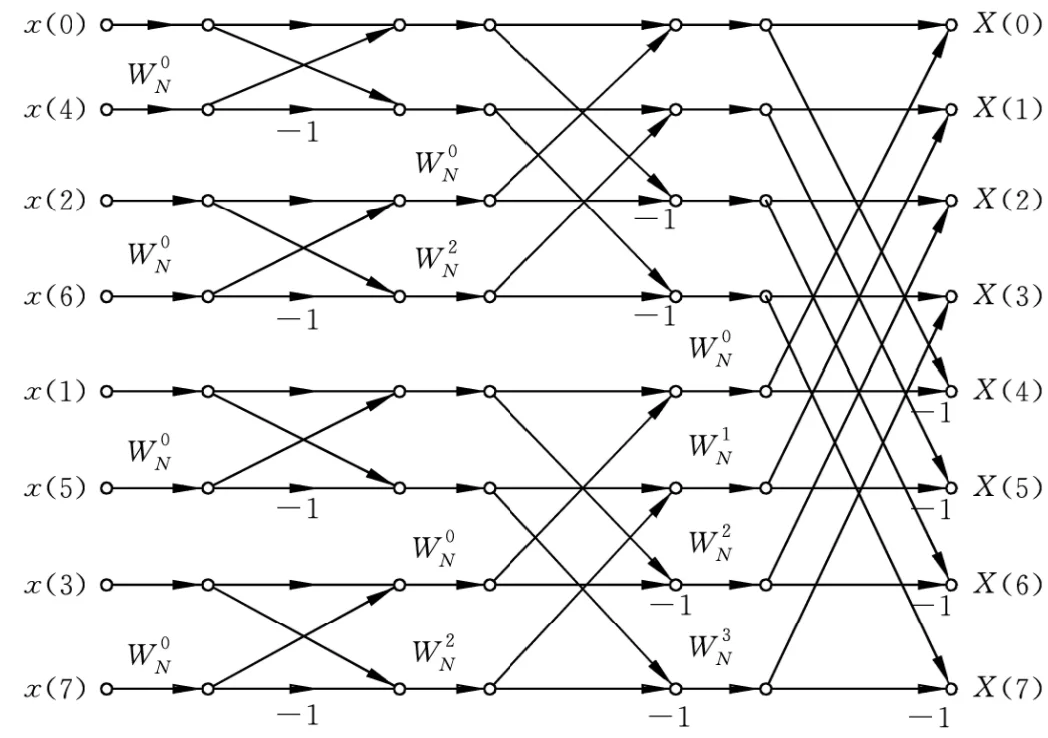 x(0) X(0)
W_N^0
x(4) X(1)
-1
W_N^0
x(2) X(2)
-1
W_N^0 W_N^2
x(6) X(3)
-1 -1
W_N^0
x(1) X(4)
-1
W_N^0 W_N^1
x(5) X(5)
-1 -1
W_N^0 W_N^2
x(3) X(6)
-1 -1
W_N^0 W_N^2 W_N^3
x(7) X(7)
-1 -1 -1